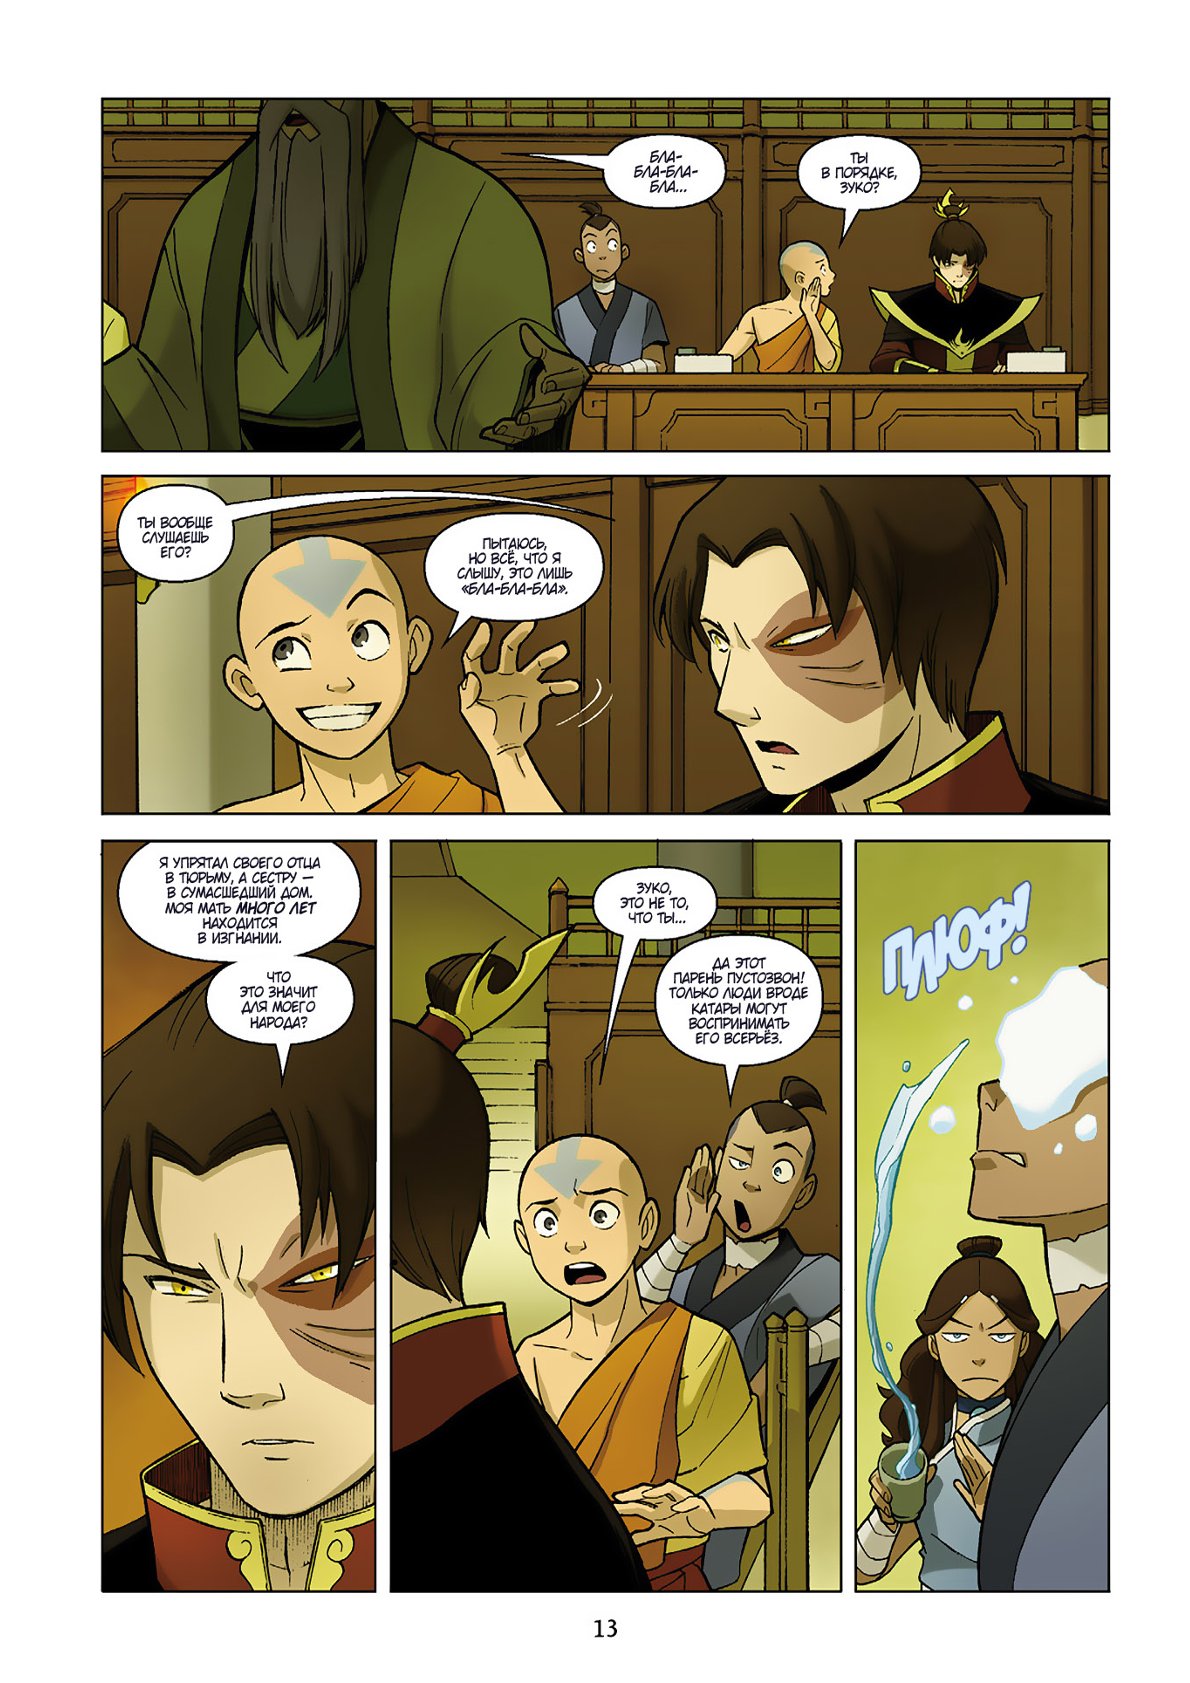 БЛА-
БЛА-БЛА-
БЛА...
ТЫ
В ПОРЯДКЕ,
ЗУКО?
ТЫ ВООБЩЕ
СЛУШАЕШЬ
ЕГО?
ПЫТАЮСЬ,
НО ВСЁ, ЧТО Я
СЛЫШУ, ЭТО ЛИШЬ
«БЛА-БЛА-БЛА».
Я УПРЯТАЛ СВОЕГО ОТЦА
В ТЮРЬМУ, А СЕСТРУ —
В СУМАСШЕДШИЙ ДОМ.
МОЯ МАТЬ МНОГО ЛЕТ
НАХОДИТСЯ
В ИЗГНАНИИ.
ЧТО
ЭТО ЗНАЧИТ
ДЛЯ МОЕГО
НАРОДА?
ЗУКО,
ЭТО НЕ ТО,
ЧТО ТЫ...
ДА ЭТОТ
ПАРЕНЬ ПУСТОЗВОН!
ТОЛЬКО ЛЮДИ ВРОДЕ
КАТАРЫ МОГУТ
ВОСПРИНИМАТЬ
ЕГО ВСЕРЬЁЗ.
ПЛЮФ!
13